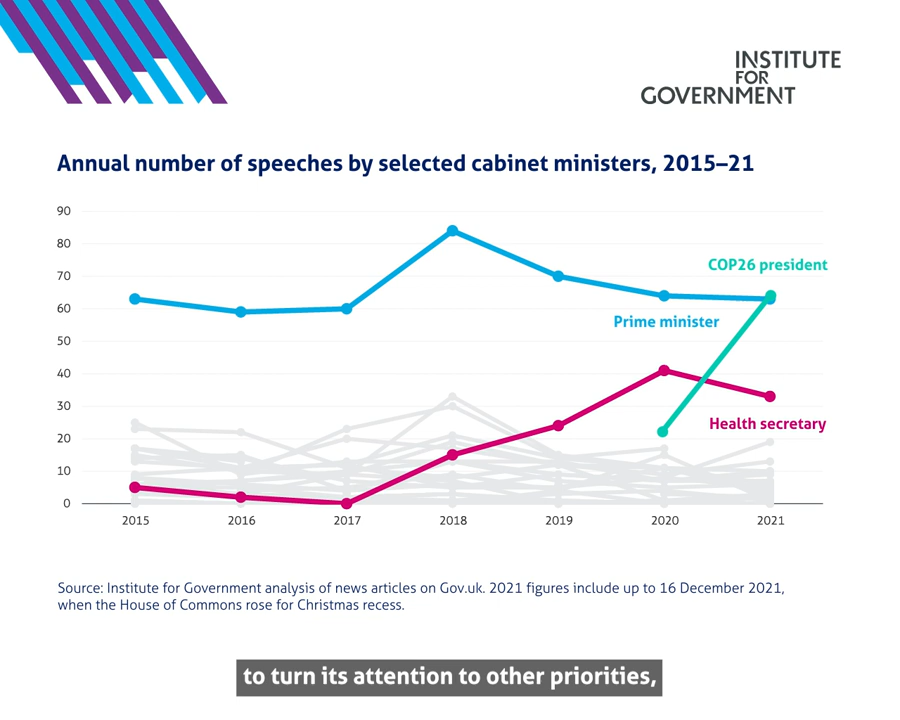 INSTITUTE
FOR
GOVERNMENT
Annual number of speeches by selected cabinet ministers, 2015–21
90
80
COP26 president
70
60
Prime minister
50
40
30
Health secretary
20
10
0
2015 2016 2017 2018 2019 2020 2021
Source: Institute for Government analysis of news articles on Gov.uk. 2021 figures include up to 16 December 2021,
when the House of Commons rose for Christmas recess.
to turn its attention to other priorities,